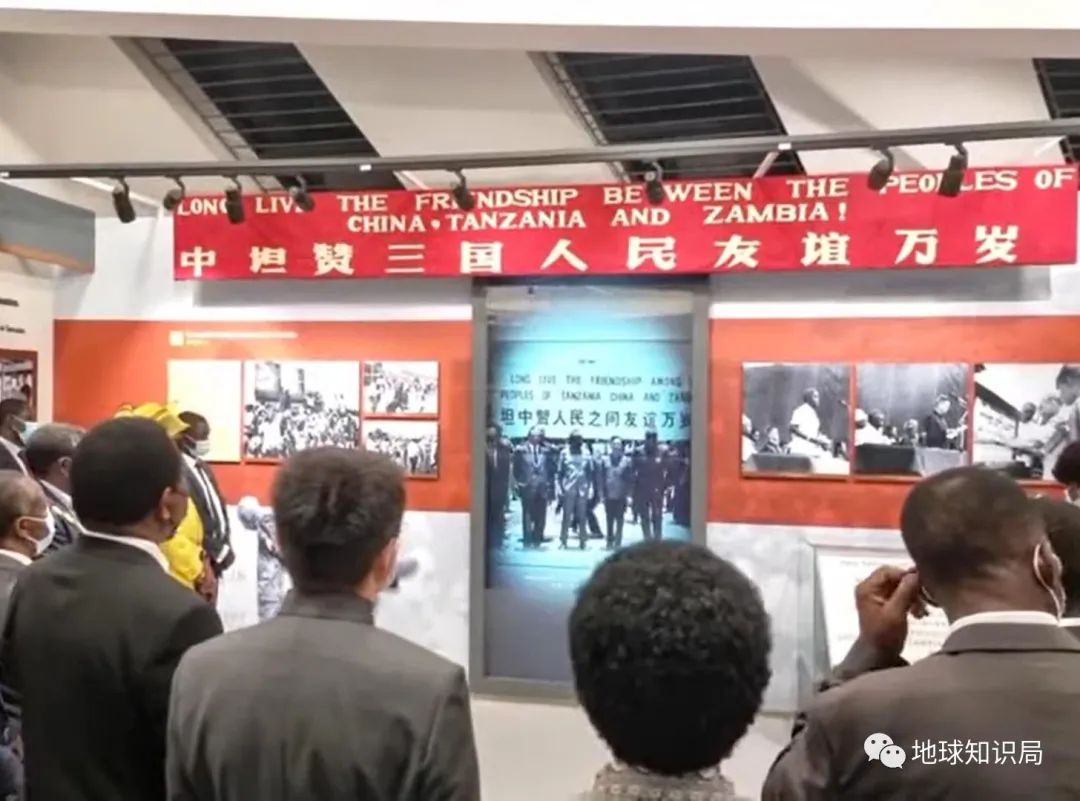 LONG LIVE THE FRIENDSHIP BETWEEN THE PEOPLES OF
CHINA·TANZANIA AND ZAMBIA!
中坦赞三国人民友谊万岁
LONG LIVE THE FRIENDSHIP AMONG
PEOPLES OF TANZANIA CHINA AND ZAMB
坦中赞人民之间友谊万岁
地球知识局